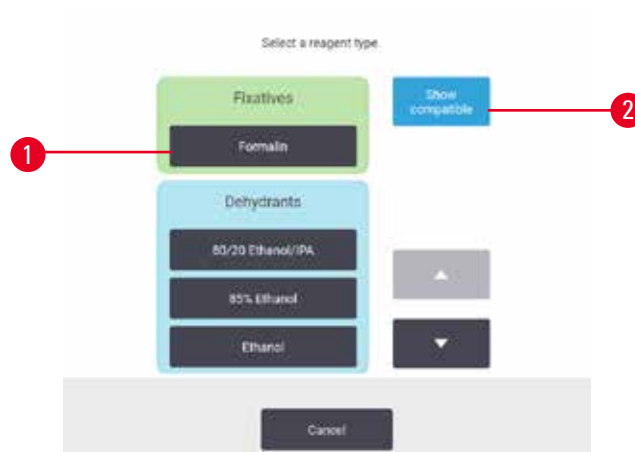 Select a reagent type
Fixatives
Show
compatible
2
1
Formalin
Dehydrants
80/20 Ethanol/IPA
85% Ethanol
Ethanol
Cancel